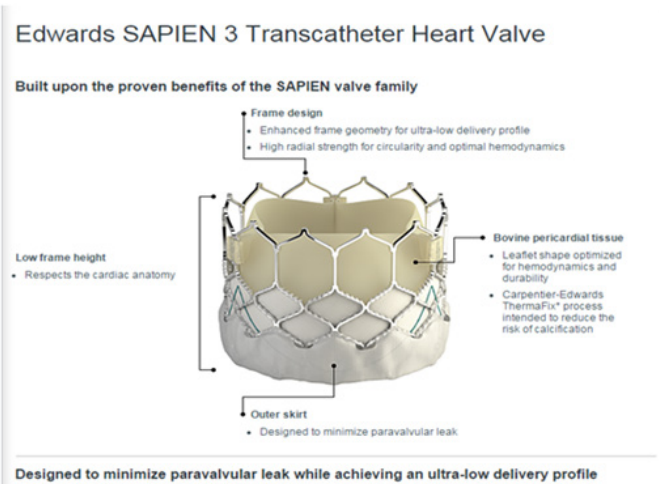 Edwards SAPIEN 3 Transcatheter Heart Valve
Built upon the proven benefits of the SAPIEN valve family
Frame design
• Enhanced frame geometry for ultra-low delivery profile
• High radial strength for circularity and optimal hemodynamics
Low frame height
• Respects the cardiac anatomy
Bovine pericardial tissue
• Leaflet shape optimized
for hemodynamics and
durability
• Carpentier-Edwards
ThermaFix* process
intended to reduce the
risk of calcification
Outer skirt
• Designed to minimize paravalvular leak
Designed to minimize paravalvular leak while achieving an ultra-low delivery profile